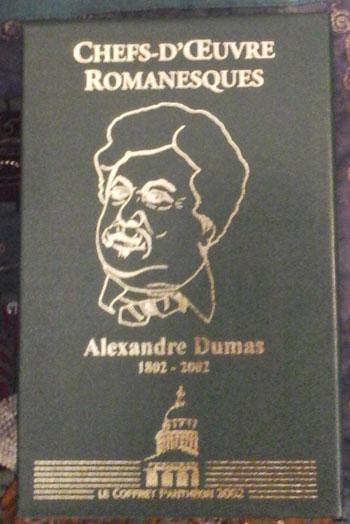 CHEFS-D'ŒUVRE
ROMANESQUES
Alexandre Dumas
1802 - 2002
LE COFFRET PANTHÉON 2002